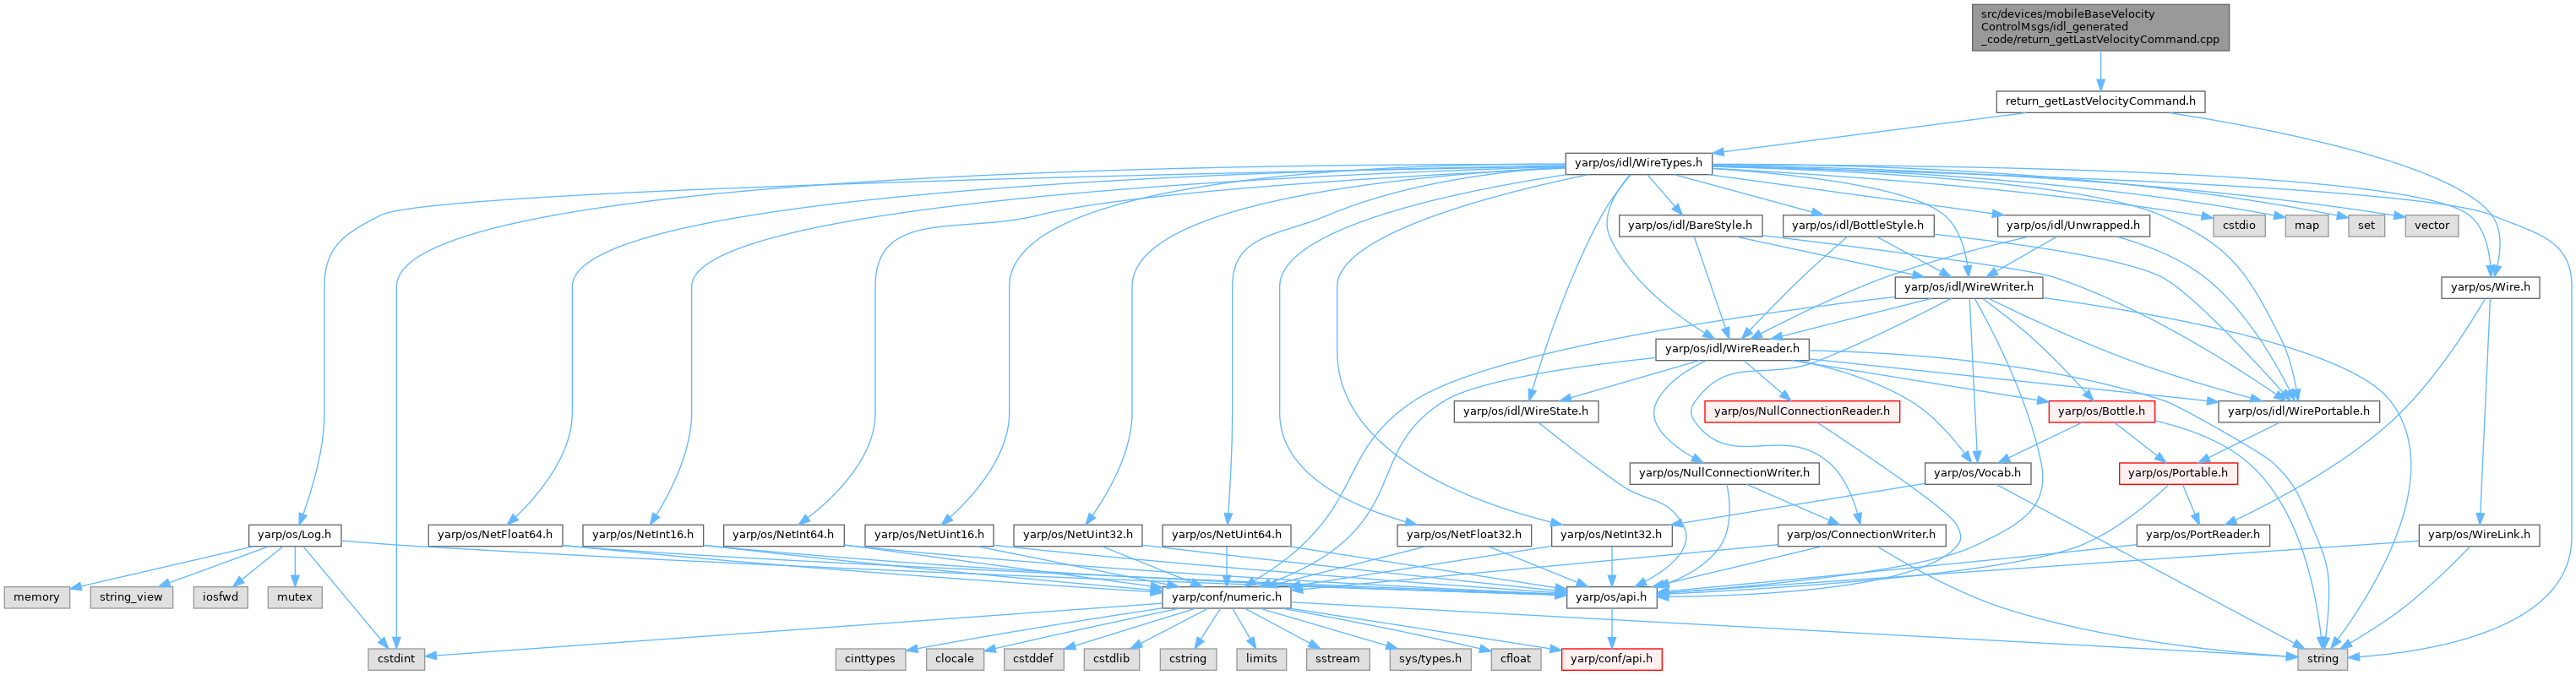 src/devices/mobileBaseVelocity
ControlMsgs/idl_generated
_code/return_getLastVelocityCommand.cpp
return_getLastVelocityCommand.h
yarp/os/idl/WireTypes.h
yarp/os/idl/BareStyle.h
yarp/os/idl/BottleStyle.h
yarp/os/idl/Unwrapped.h
cstdio
map
set
vector
yarp/os/idl/WireWriter.h
yarp/os/Wire.h
yarp/os/idl/WireReader.h
yarp/os/idl/WireState.h
yarp/os/NullConnectionReader.h
yarp/os/Bottle.h
yarp/os/idl/WirePortable.h
yarp/os/NullConnectionWriter.h
yarp/os/Vocab.h
yarp/os/Portable.h
yarp/os/Log.h
yarp/os/NetFloat64.h
yarp/os/NetInt16.h
yarp/os/NetInt64.h
yarp/os/NetUint16.h
yarp/os/NetUint32.h
yarp/os/NetUint64.h
yarp/os/NetFloat32.h
yarp/os/NetInt32.h
yarp/os/ConnectionWriter.h
yarp/os/PortReader.h
yarp/os/WireLink.h
memory
string_view
iosfwd
mutex
yarp/conf/numeric.h
yarp/os/api.h
cstdint
cinttypes
clocale
cstddef
cstdlib
cstring
limits
sstream
sys/types.h
cfloat
yarp/conf/api.h
string